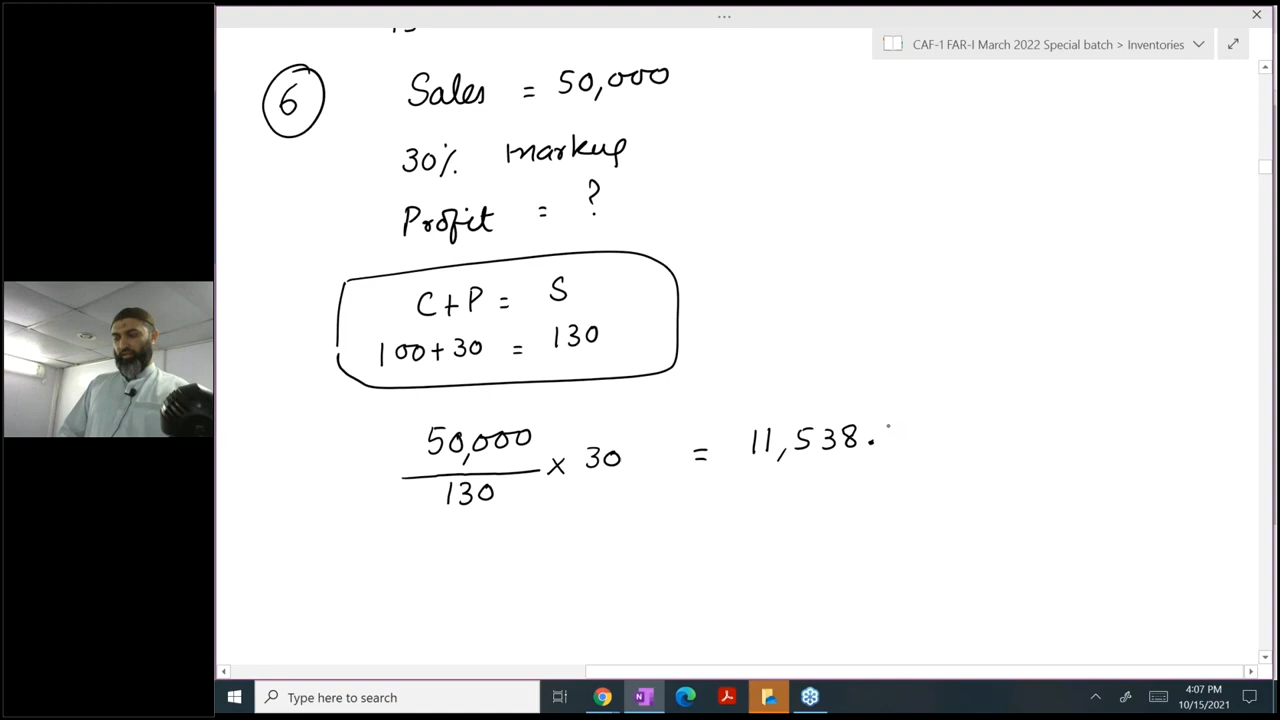 CAF-1 FAR-I March 2022 Special batch > Inventories
6
Sales = 50,000
30% markup
Profit = ?
C+P = S
100+30 = 130
50,000
130
× 30 = 11,538.
Type here to search
4:07 PM
10/15/2021